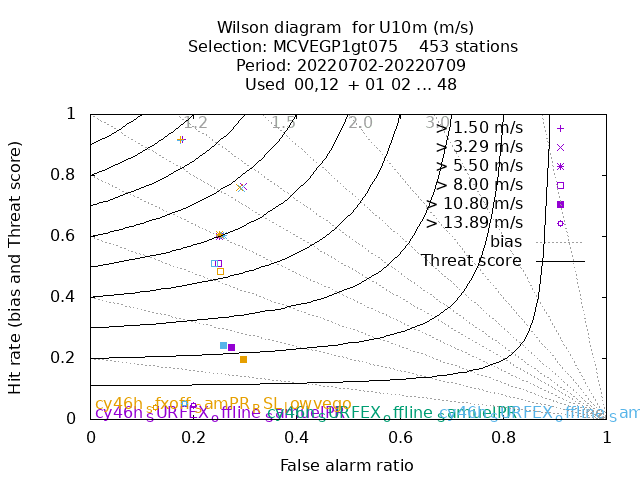 Wilson diagram for U10m (m/s)
Selection: MCVEGP1gt075 453 stations
Period: 20220702-20220709
Used 00,12 + 01 02 ... 48
Hit rate (bias and Threat score)
1
0.8
0.6
0.4
0.2
0
1.2 1.5 2.0 3.0
> 1.50 m/s
> 3.29 m/s
> 5.50 m/s
> 8.00 m/s
> 10.80 m/s
> 13.89 m/s
bias
Threat score
0 0.2 0.4 0.6 0.8 1
False alarm ratio